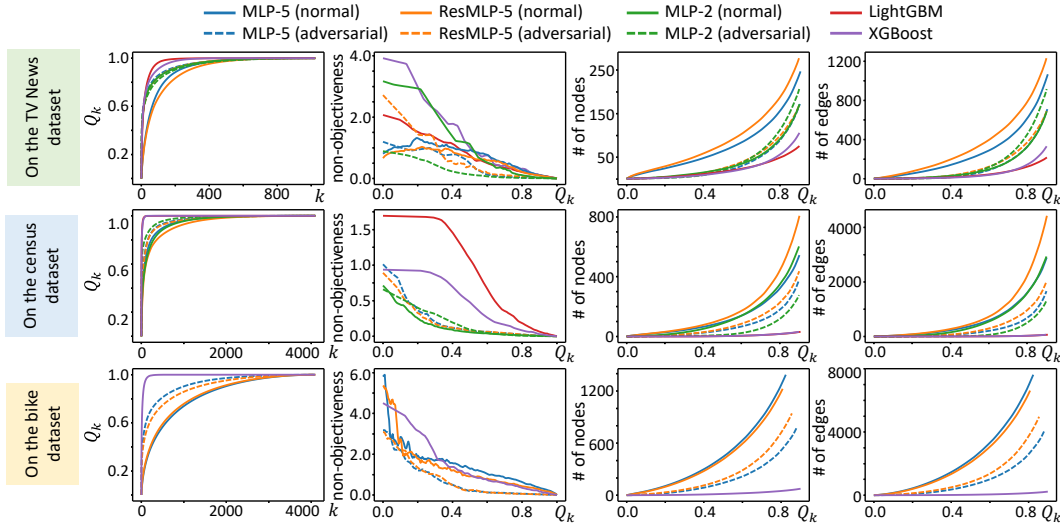 MLP-5 (normal) ResMLP-5 (normal) MLP-2 (normal) LightGBM
MLP-5 (adversarial) ResMLP-5 (adversarial) MLP-2 (adversarial) XGBoost
On the TV News
dataset
Q_k
1.0
0.6
0.2
0 400 800 k
non-objectiveness
4.0
3.0
2.0
1.0
0.0
0.0 0.4 0.8 Q_k
# of nodes
250
150
50
0.0 0.4 0.8 Q_k
# of edges
1200
800
400
0
0.0 0.4 0.8 Q_k
On the census
dataset
Q_k
1.0
0.6
0.2
0 2000 4000 k
non-objectiveness
1.5
1.0
0.5
0.0
0.0 0.4 0.8 Q_k
# of nodes
800
400
0
0.0 0.4 0.8 Q_k
# of edges
4000
2000
0
0.0 0.4 0.8 Q_k
On the bike
dataset
Q_k
1.0
0.6
0.2
0 2000 4000 k
non-objectiveness
6.0
4.0
2.0
0.0
0.0 0.4 0.8 Q_k
# of nodes
1200
600
0
0.0 0.4 0.8 Q_k
# of edges
8000
4000
0
0.0 0.4 0.8 Q_k